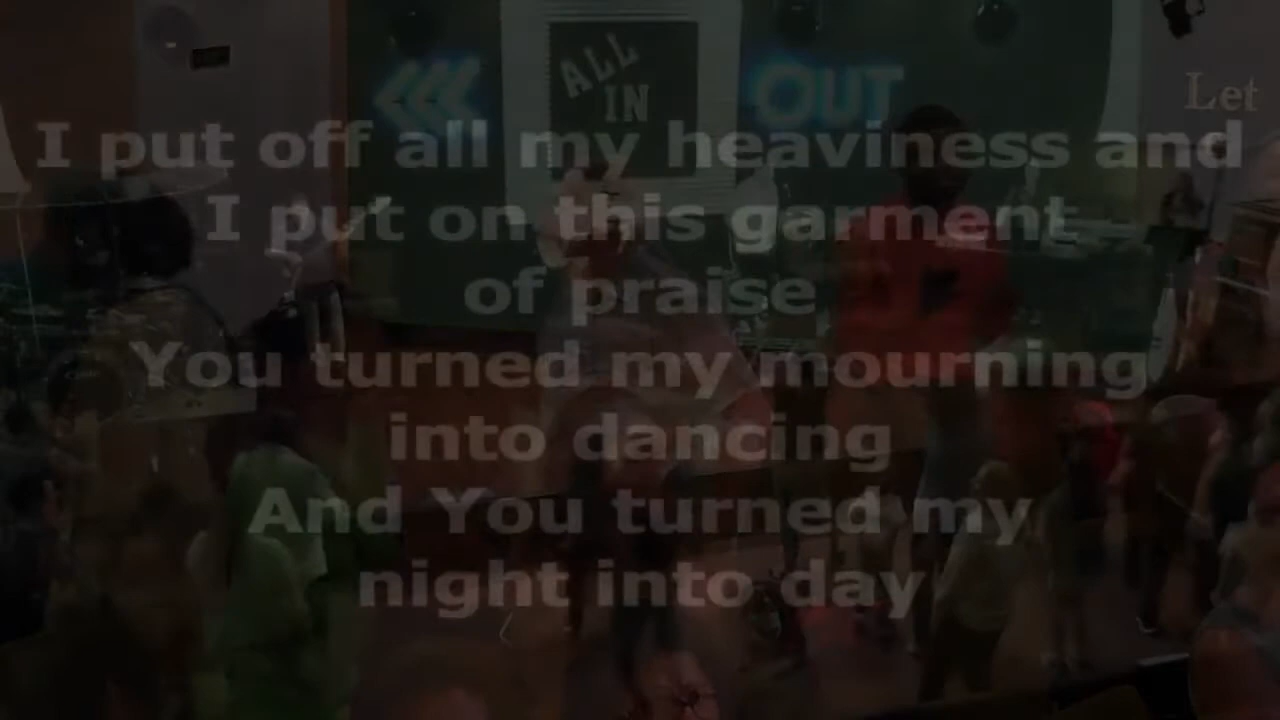 ALL
IN
OUT
Let
I put off all my heaviness and
I put on this garment
of praise
You turned my mourning
into dancing
And You turned my
night into day